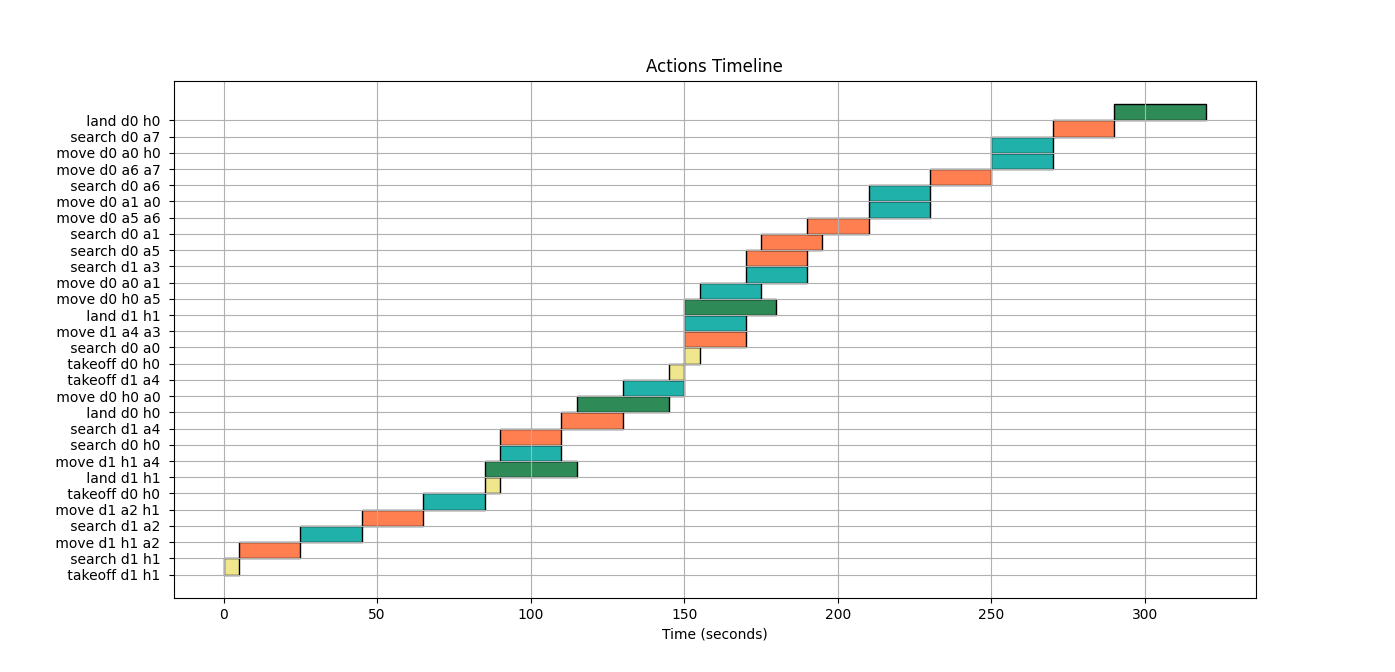 Actions Timeline
land d0 h0
search d0 a7
move d0 a0 h0
move d0 a6 a7
search d0 a6
move d0 a1 a0
move d0 a5 a6
search d0 a1
search d0 a5
search d1 a3
move d0 a0 a1
move d0 h0 a5
land d1 h1
move d1 a4 a3
search d0 a0
takeoff d0 h0
takeoff d1 a4
move d0 h0 a0
land d0 h0
search d1 a4
search d0 h0
move d1 h1 a4
land d1 h1
takeoff d0 h0
move d1 a2 h1
search d1 a2
move d1 h1 a2
search d1 h1
takeoff d1 h1
0 50 100 150 200 250 300
Time (seconds)